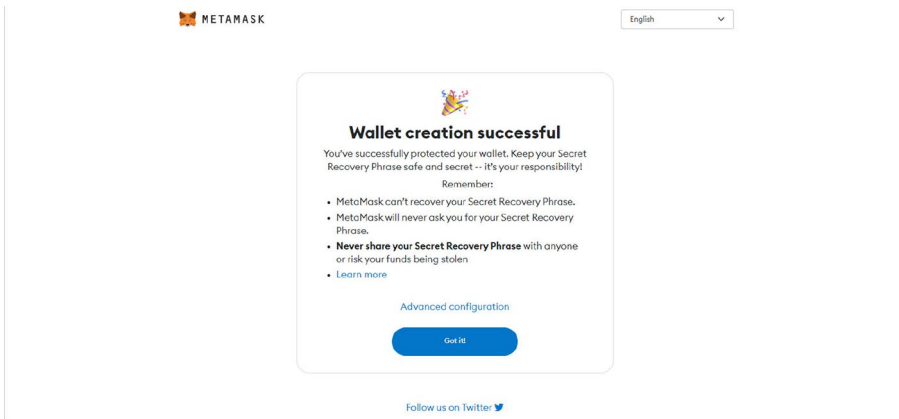 METAMASK
English
Wallet creation successful
You've successfully protected your wallet. Keep your Secret
Recovery Phrase safe and secret -- it's your responsibility!
Remember:
• MetaMask can't recover your Secret Recovery Phrase.
• MetaMask will never ask you for your Secret Recovery
Phrase.
• Never share your Secret Recovery Phrase with anyone
or risk your funds being stolen
• Learn more
Advanced configuration
Got it!
Follow us on Twitter